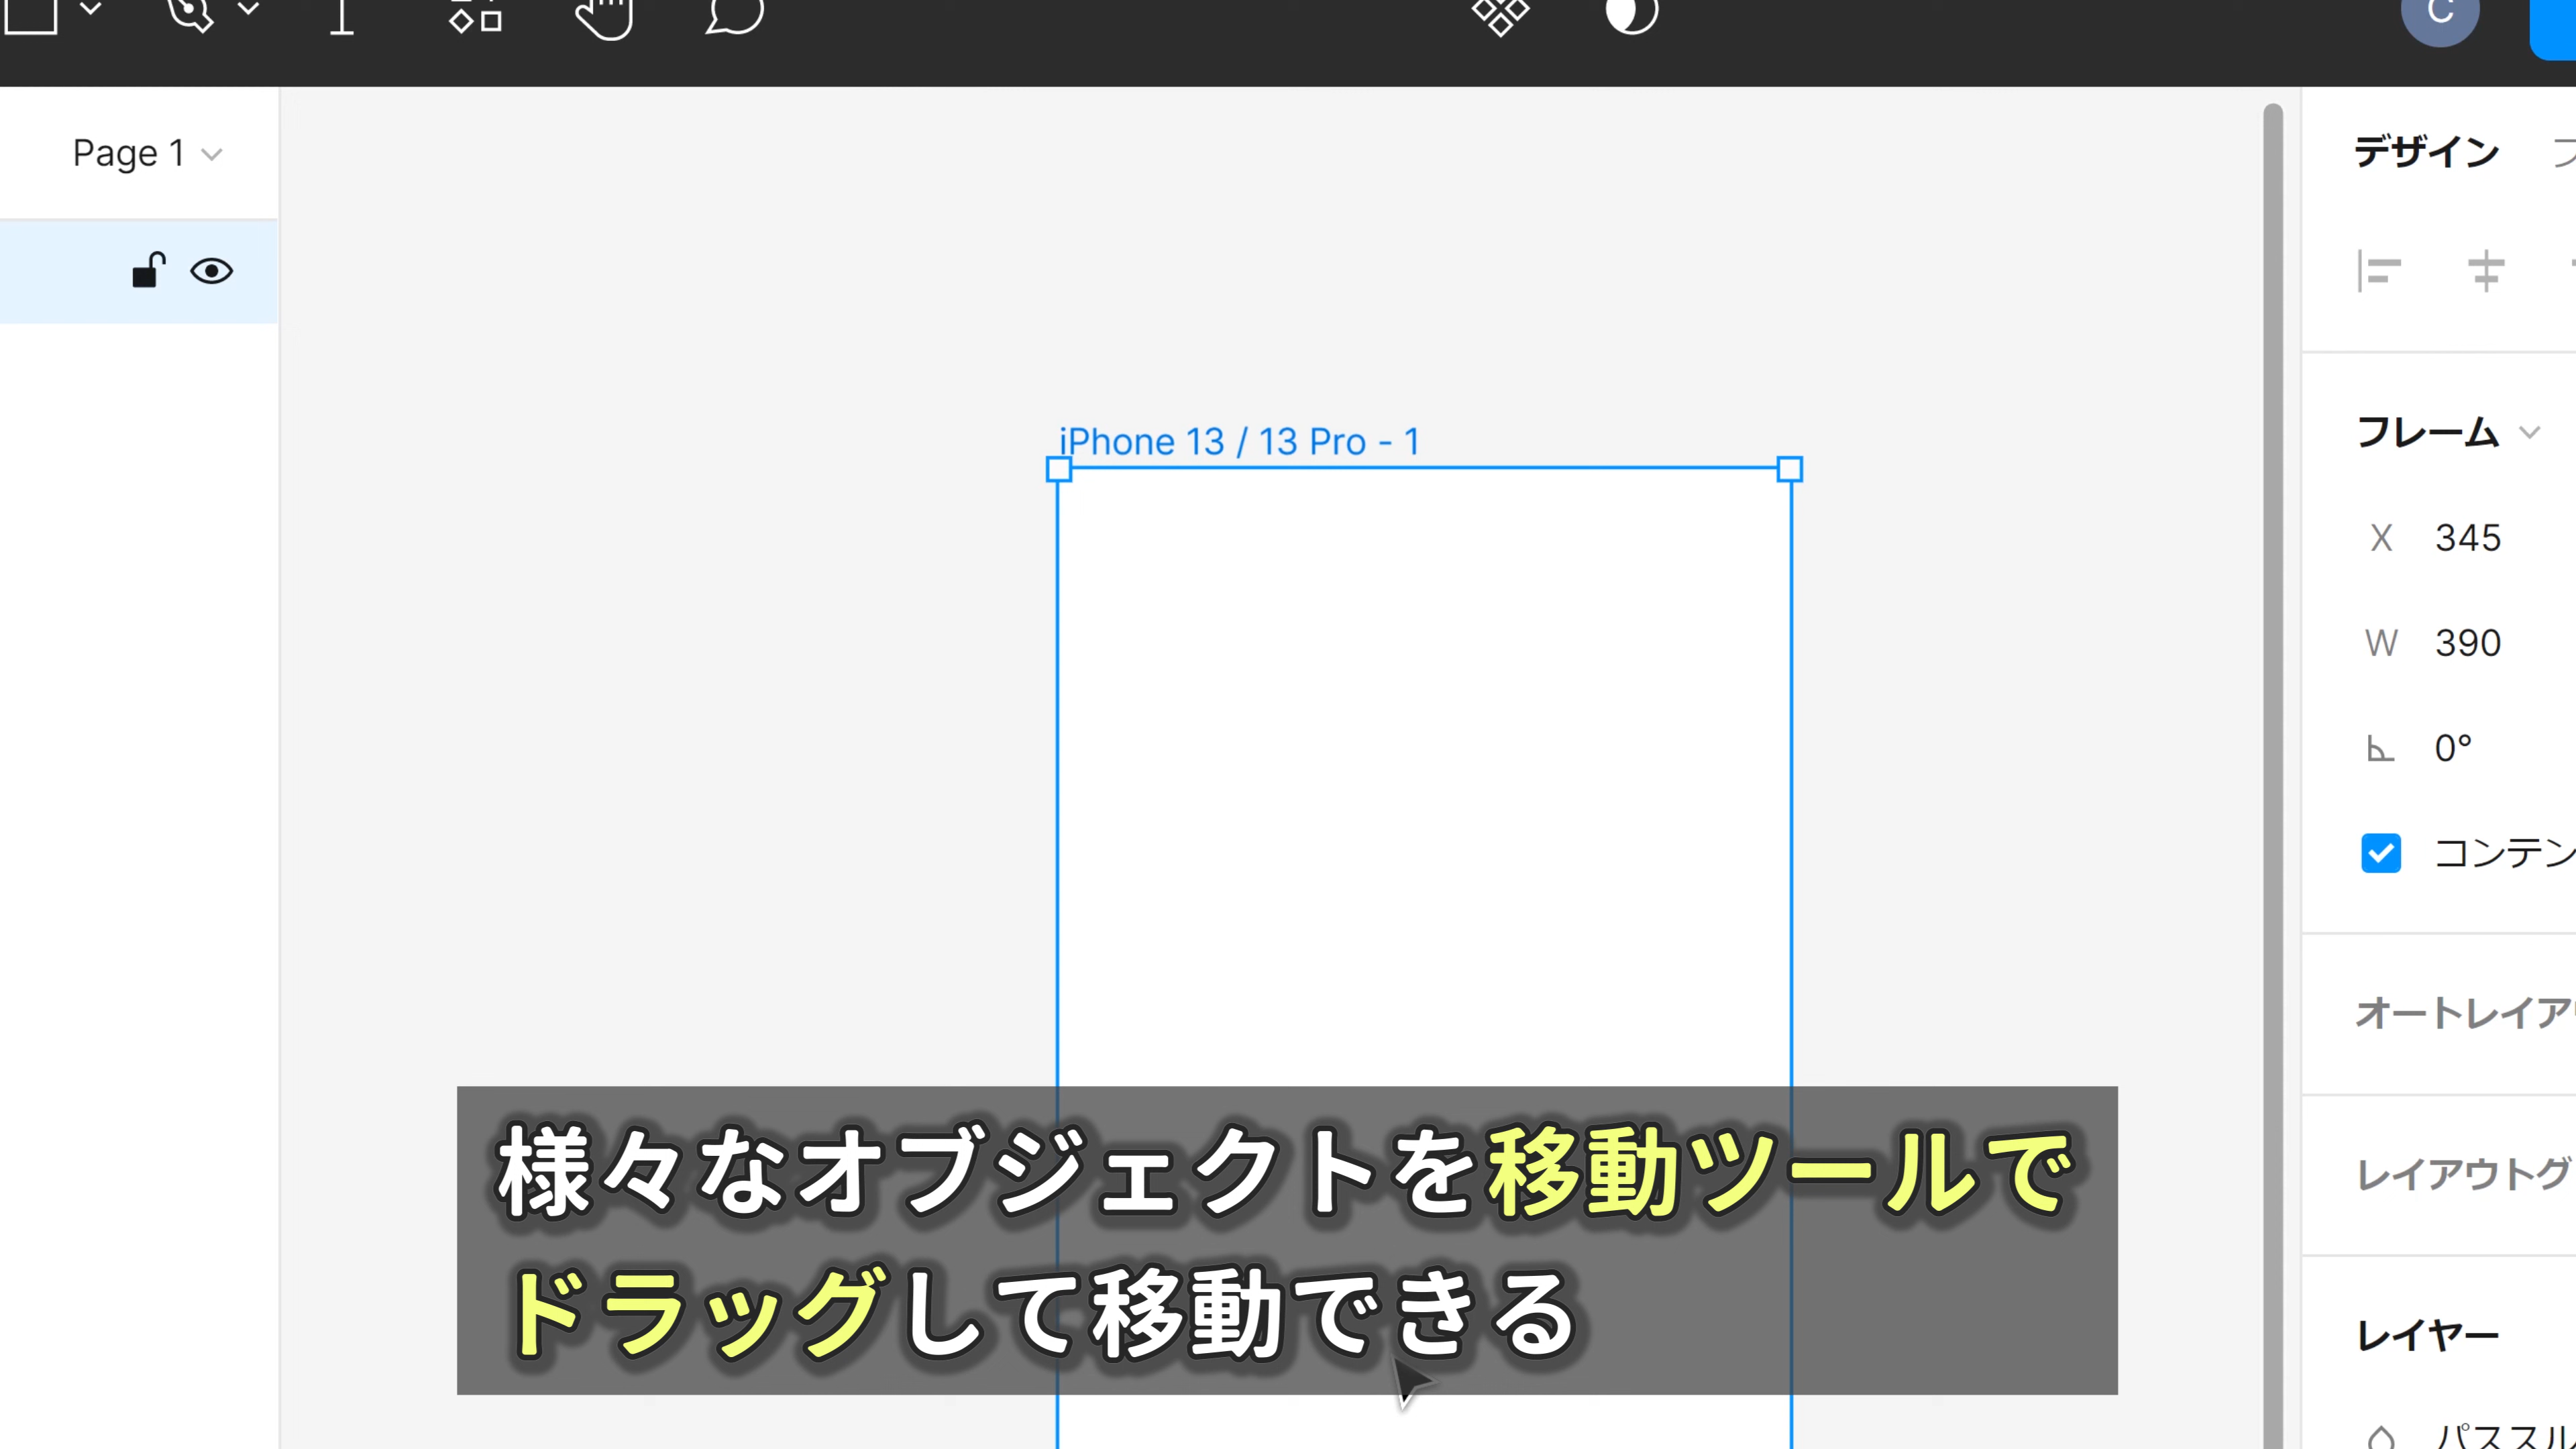 C
Page 1
デザイン
iPhone 13 / 13 Pro - 1
フレーム
X 345
W 390
0°
コンテン
オートレイア
レイアウトグ
レイヤー
様々なオブジェクトを移動ツールで
ドラッグして移動できる